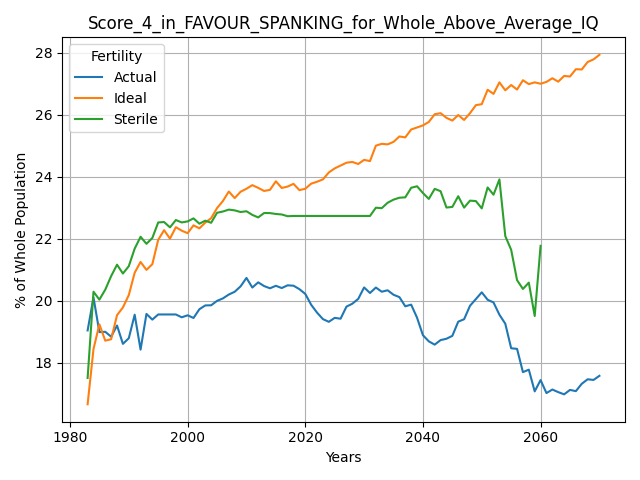 Score_4_in_FAVOUR_SPANKING_for_Whole_Above_Average_IQ
Fertility
Actual
Ideal
Sterile
% of Whole Population
28
26
24
22
20
18
1980
2000
2020
2040
2060
Years